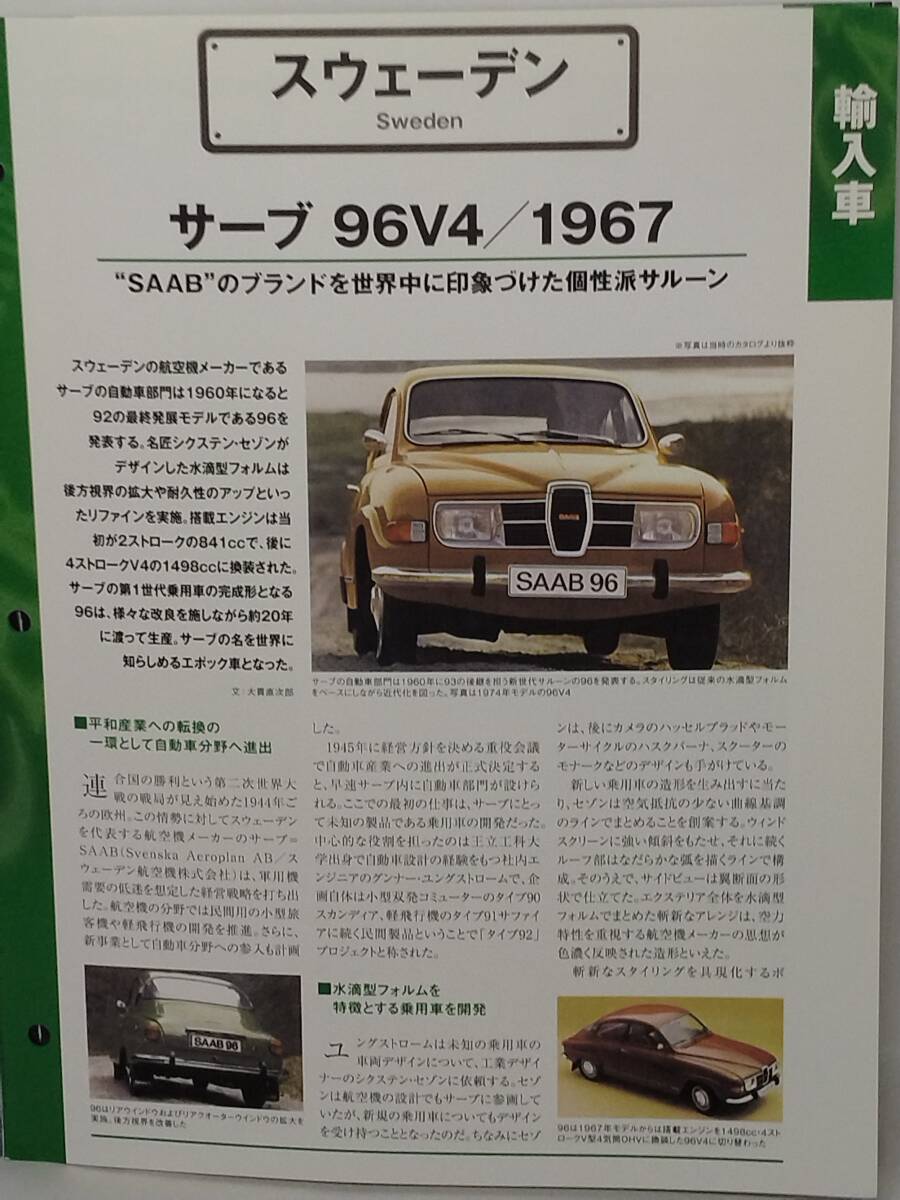 スウェーデン
Sweden
輸入車
サーブ 96V4／1967
“SAAB”のブランドを世界中に印象づけた個性派サルーン
※写真は当時のカタログより抜粋
スウェーデンの航空機メーカーである
サーブの自動車部門は1960年になると
92の最終発展モデルである96を
発表する。名匠シクステン・セゾンが
デザインした水滴型フォルムは
後方視界の拡大や耐久性のアップといっ
たリファインを実施。搭載エンジンは当
初が2ストロークの841ccで、後に
4ストロークV4の1498ccに換装された。
サーブの第1世代乗用車の完成形となる
96は、様々な改良を施しながら約20年
に渡って生産。サーブの名を世界に
知らしめるエポック車となった。
文：大貫直次郎
SAAB 96
サーブの自動車部門は1960年に93の後継を担う新世代サルーンの96を発表する。スタイリングは従来の水滴型フォルム
をベースにしながら近代化を図った。写真は1974年モデルの96V4
■平和産業への転換の
一環として自動車分野へ進出
連合国の勝利という第二次世界大
戦の戦局が見え始めた1944年ご
ろの欧州。この情勢に対してスウェーデン
を代表する航空機メーカーのサーブ＝
SAAB（Svenska Aeroplan AB／ス
ウェーデン航空機株式会社）は、軍用機
需要の低迷を想定した経営戦略を打ち出
した。航空機の分野では民間用の小型旅
客機や軽飛行機の開発を推進。さらに、
新事業として自動車分野への参入も計画
SAAB 96
96はリアウインドウおよびリアクオーターウインドウの拡大を
実施。後方視界を改善した
した。
1945年に経営方針を決める重役会議
で自動車産業への進出が正式決定する
と、早速サーブ内に自動車部門が設けら
れる。ここでの最初の仕事は、サーブにとっ
て未知の製品である乗用車の開発だった。
中心的な役割を担ったのは王立工科大
学出身で自動車設計の経験をもつ社内エ
ンジニアのグンナー・ユングストロームで、企
画自体は小型双発コミューターのタイプ90
スカンディア、軽飛行機のタイプ91サファイ
アに続く民間製品ということで「タイプ92」
プロジェクトと称された。
■水滴型フォルムを
特徴とする乗用車を開発
ユングストロームは未知の乗用車の
車両デザインについて、工業デザイ
ナーのシクステン・セゾンに依頼する。セゾ
ンは航空機の設計でもサーブに参画してい
ていたが、新規の乗用車についてもデザイン
を受け持つこととなったのだ。ちなみにセゾ
ンは、後にカメラのハッセルブラッドやモー
ターサイクルのハスクバーナ、スクーターの
モナークなどのデザインも手がけている。
新しい乗用車の造形を生み出すに当た
り、セゾンは空気抵抗の少ない曲線基調
のラインでまとめることを創案する。ウィンド
スクリーンに強い傾斜をもたせ、それに続く
ルーフ部はなだらかな弧を描くラインで構
成。そのうえで、サイドビューは翼断面の形
状で仕立てた。エクステリア全体を水滴型
フォルムでまとめた斬新なアレンジは、空力
特性を重視する航空機メーカーの思想が
色濃く反映された造形といえた。
斬新なスタイリングを具現化するボ
96は1967年モデルからは搭載エンジンを1498cc・4スト
ロークV型4気筒OHVに換装した96V4に切り替わった